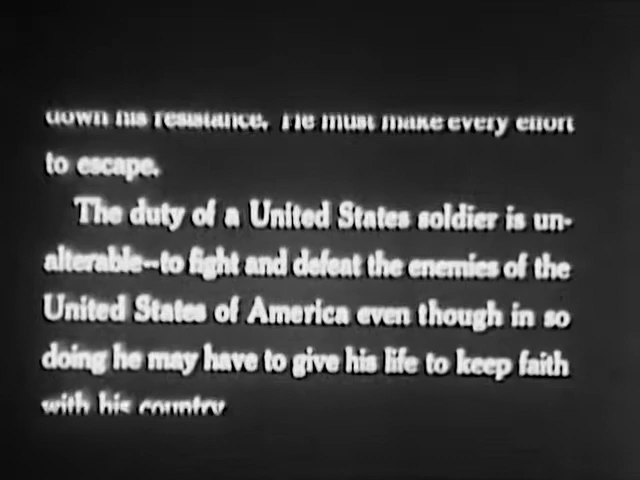 down his resistance. He must make every effort
to escape.
The duty of a United States soldier is un-
alterable--to fight and defeat the enemies of the
United States of America even though in so
doing he may have to give his life to keep faith
with his country